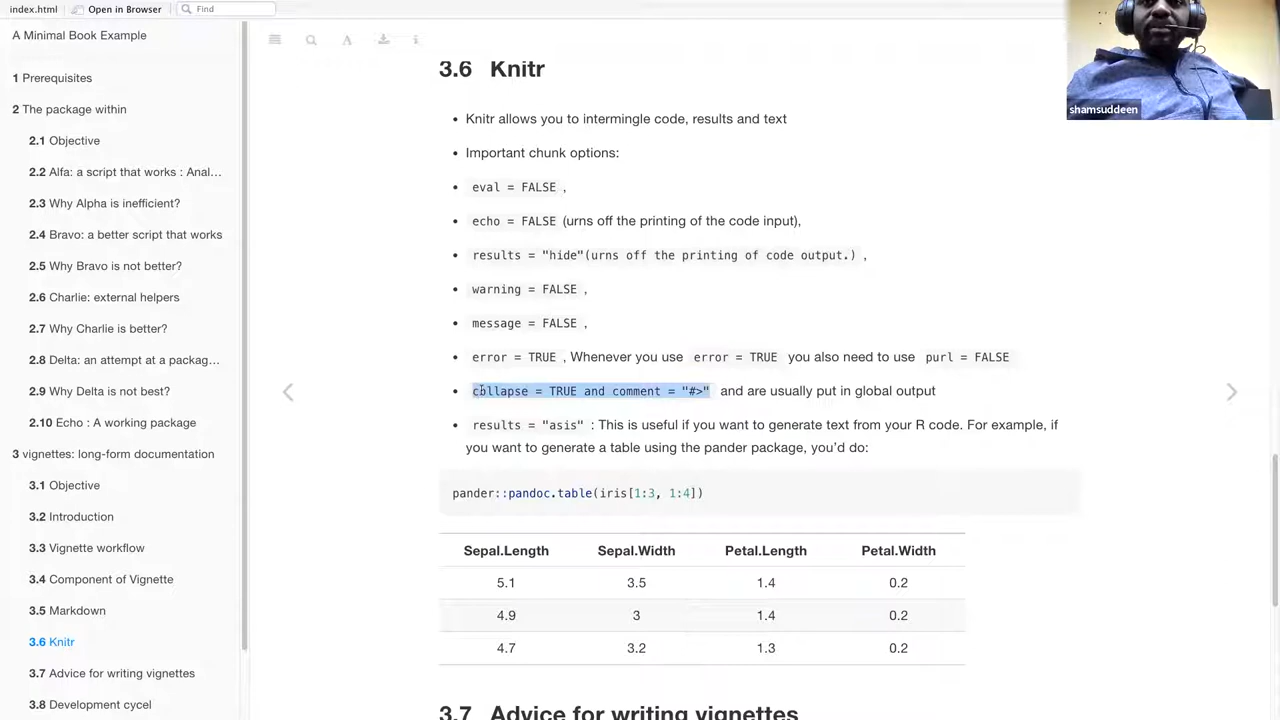 index.html Open in Browser Find
A Minimal Book Example
1 Prerequisites
2 The package within
2.1 Objective
2.2 Alfa: a script that works : Anal…
2.3 Why Alpha is inefficient?
2.4 Bravo: a better script that works
2.5 Why Bravo is not better?
2.6 Charlie: external helpers
2.7 Why Charlie is better?
2.8 Delta: an attempt at a packag…
2.9 Why Delta is not best?
2.10 Echo : A working package
3 vignettes: long-form documentation
3.1 Objective
3.2 Introduction
3.3 Vignette workflow
3.4 Component of Vignette
3.5 Markdown
3.6 Knitr
3.7 Advice for writing vignettes
3.8 Development cycel
A
i
3.6 Knitr
• Knitr allows you to intermingle code, results and text
• Important chunk options:
• eval = FALSE ,
• echo = FALSE (urns off the printing of the code input),
• results = "hide"(urns off the printing of code output.) ,
• warning = FALSE ,
• message = FALSE ,
• error = TRUE , Whenever you use error = TRUE you also need to use purl = FALSE
• collapse = TRUE and comment = "#>" and are usually put in global output
• results = "asis" : This is useful if you want to generate text from your R code. For example, if
you want to generate a table using the pander package, you’d do:
pander::pandoc.table(iris[1:3, 1:4])
Sepal.Length Sepal.Width Petal.Length Petal.Width
5.1 3.5 1.4 0.2
4.9 3 1.4 0.2
4.7 3.2 1.3 0.2
3.7 Advice for writing vignettes
shamsuddeen